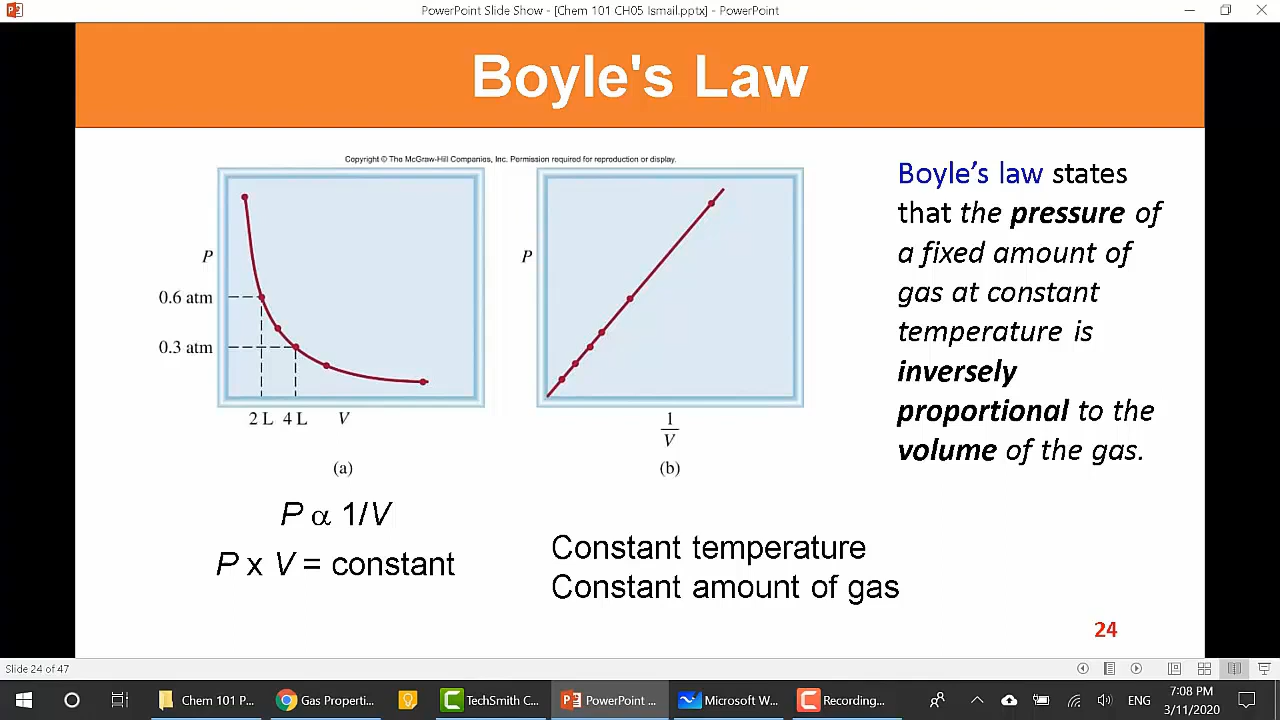 PowerPoint Slide Show - [Chem 101 CH05 Ismail.pptx] - PowerPoint
Boyle's Law
Copyright © The McGraw-Hill Companies, Inc. Permission required for reproduction or display.
P
0.6 atm
0.3 atm
2 L 4 L V
(a)
P
1
V
(b)
Boyle’s law states
that the pressure of
a fixed amount of
gas at constant
temperature is
inversely
proportional to the
volume of the gas.
P α 1/V
P x V = constant
Constant temperature
Constant amount of gas
24
Slide 24 of 47
Chem 101 P...
Gas Properti...
TechSmith C...
PowerPoint ...
Microsoft W...
Recording...
ENG
7:08 PM
3/11/2020